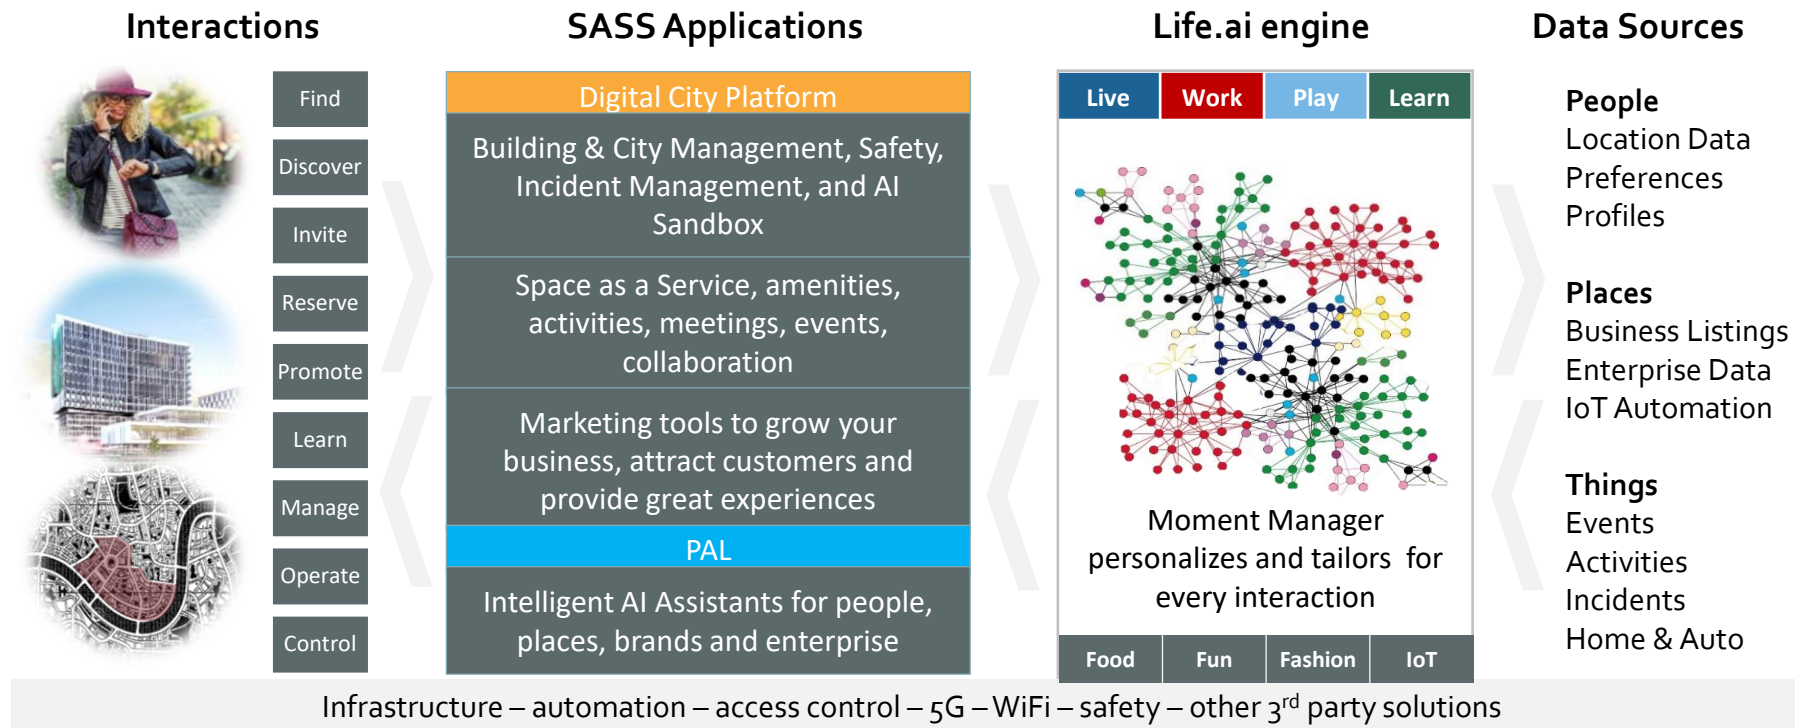 Interactions
Find
Discover
Invite
Reserve
Promote
Learn
Manage
Operate
Control
SASS Applications
Digital City Platform
Building & City Management, Safety,
Incident Management, and AI
Sandbox
Space as a Service, amenities,
activities, meetings, events,
collaboration
Marketing tools to grow your
business, attract customers and
provide great experiences
PAL
Intelligent AI Assistants for people,
places, brands and enterprise
Life.ai engine
Live Work Play Learn
Moment Manager
personalizes and tailors for
every interaction
Food Fun Fashion IoT
Data Sources
People
Location Data
Preferences
Profiles
Places
Business Listings
Enterprise Data
IoT Automation
Things
Events
Activities
Incidents
Home & Auto
Infrastructure – automation – access control – 5G – WiFi – safety – other 3rd party solutions